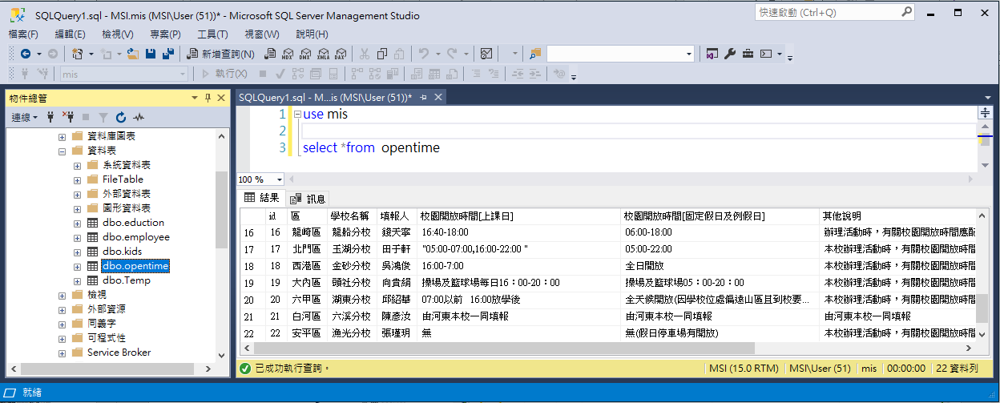 SQLQuery1.sql - MSI.mis (MSI\User (51))* - Microsoft SQL Server Management Studio
快速啟動 (Ctrl+Q)
檔案(F) 編輯(E) 檢視(V) 專案(P) 工具(T) 視窗(W) 說明(H)
新增查詢(N) MDX DMX XMLA DAX
mis 執行(X)
物件總管
SQLQuery1.sql - M...is (MSI\User (51))*
連線
資料庫圖表
資料表
系統資料表
FileTable
外部資料表
圖形資料表
dbo.eduction
dbo.employee
dbo.kids
dbo.opentime
dbo.Temp
檢視
外部資源
同義字
可程式性
Service Broker
1 use mis
2
3 select *from opentime
100 %
結果 訊息
id 區 學校名稱 填報人 校園開放時間[上課日] 校園開放時間[固定假日及例假日] 其他說明
16 16 龍崎區 龍船分校 錢天寧 16:40-18:00 06:00-18:00 辦理活動時，有關校園開放時間應配
17 17 北門區 玉湖分校 田于軒 "05:00-07:00,16:00-22:00 " 05:00-22:00 本校辦理活動時，有關校園開放時間
18 18 西港區 金砂分校 吳鴻俊 16:00-7:00 全日開放 本校辦理活動時，有關校園開放時間
19 19 大內區 頭社分校 向貴絹 操場及籃球場每日16：00-20：00 操場及籃球場05：00-20：00 本校辦理活動時，有關校園開放時間
20 20 六甲區 湖東分校 邱紹華 07:00以前 16:00放學後 全天候開放(因學校位處偏遠山區且到校要... 本校辦理活動時，有關校園開放時間
21 21 白河區 六溪分校 陳彥汝 由河東本校一同填報 由河東本校一同填報 由河東本校一同填報
22 22 安平區 漁光分校 張瑾玥 無 無(假日停車場有開放) 本校辦理活動時，有關校園開放時間
已成功執行查詢。 MSI (15.0 RTM) MSI\User (51) mis 00:00:00 22 資料列
就緒